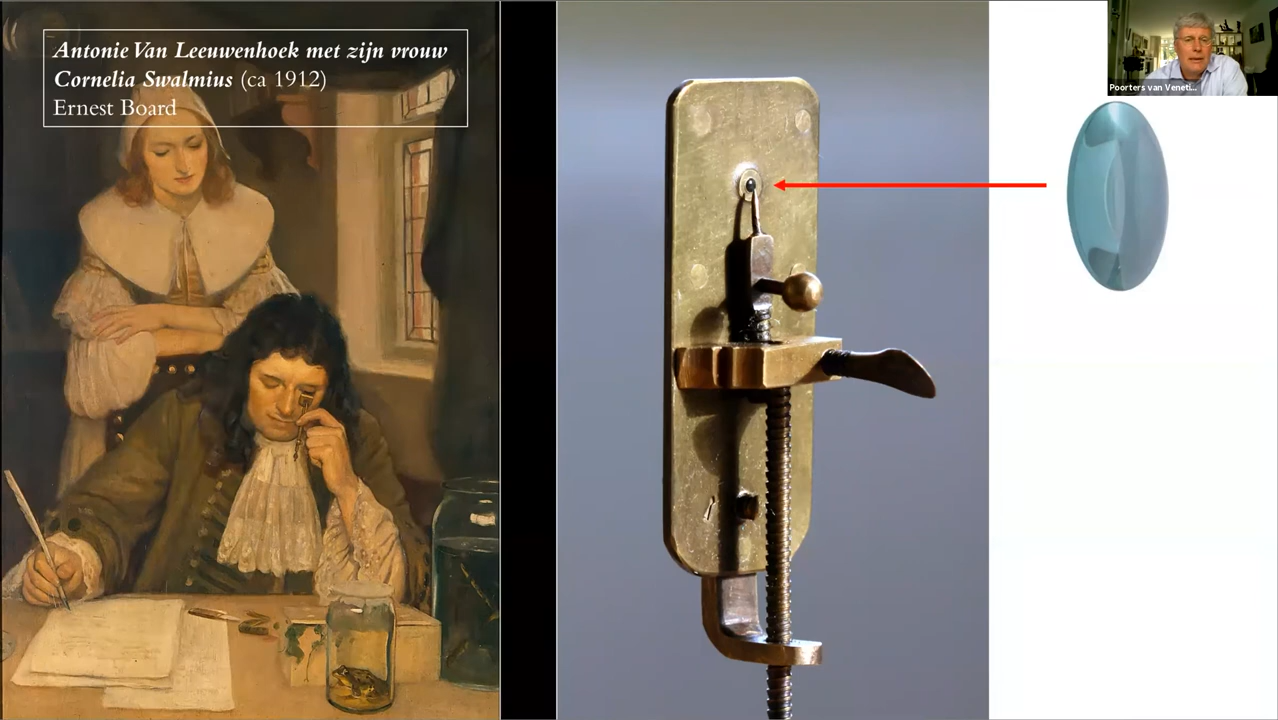 Antonie Van Leeuwenhoek met zijn vrouw
Cornelia Swalmius (ca 1912)
Ernest Board
Poorters van Veneti...